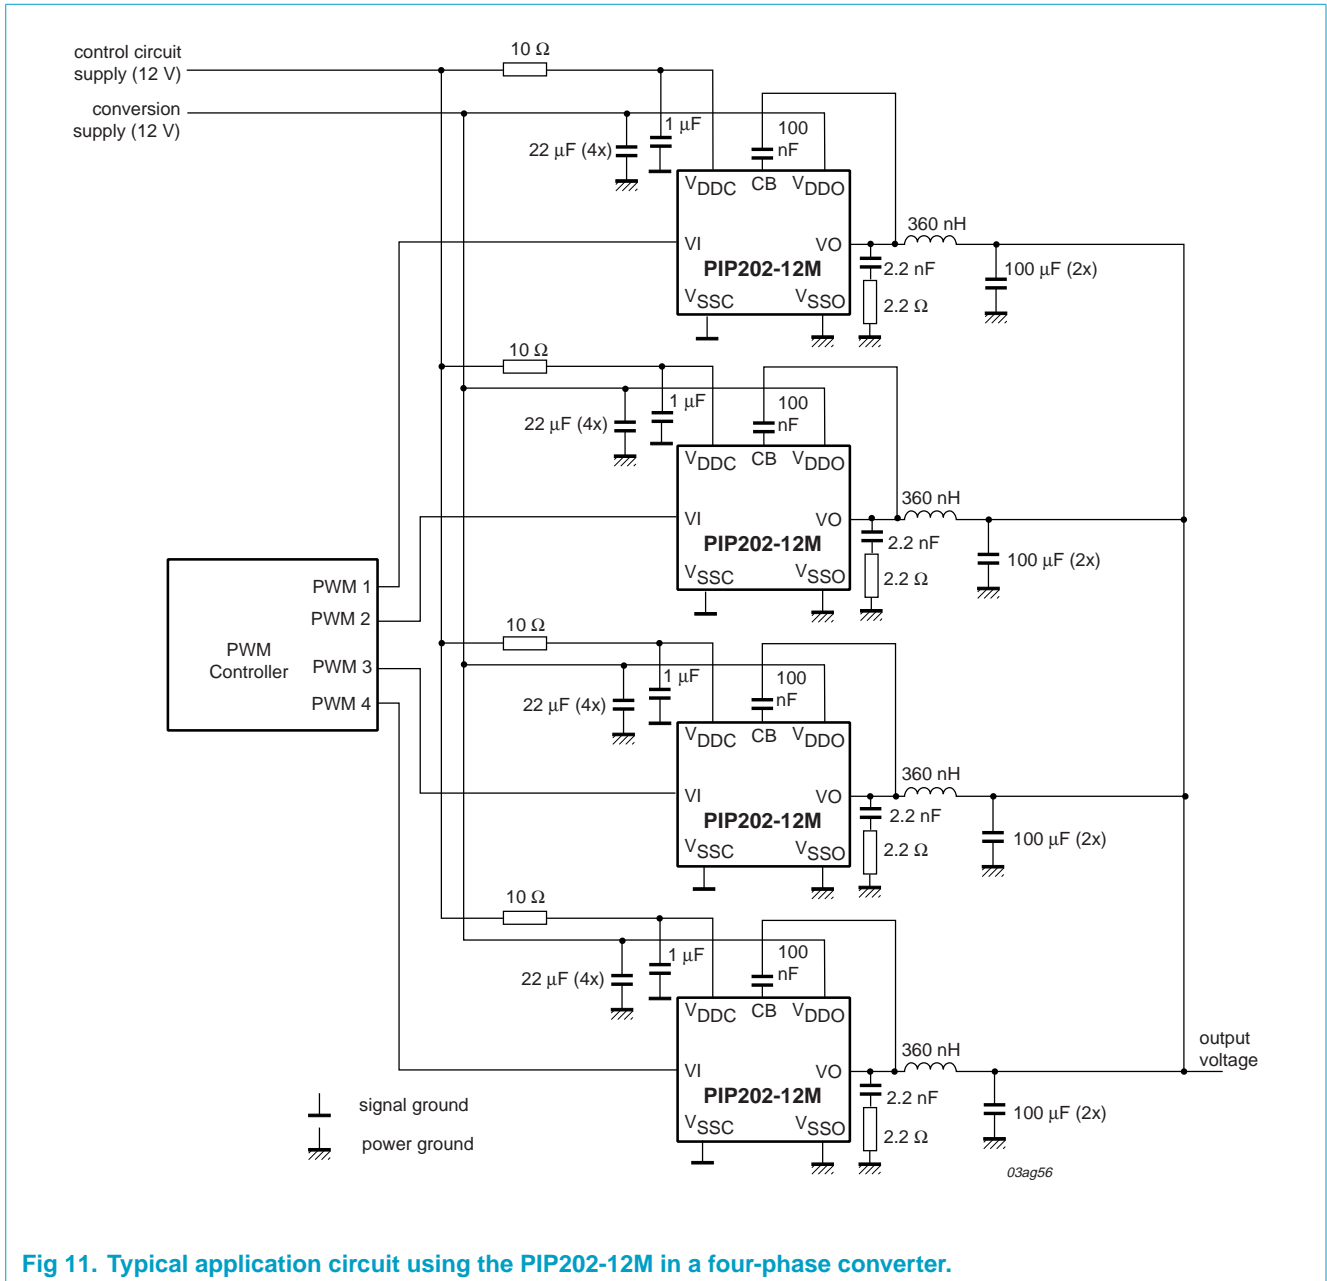 control circuit
supply (12 V)
10 Ω
conversion
supply (12 V)
22 μF (4x)
1 μF
100
nF
VDDC
CB
VDDO
VI
VO
PIP202-12M
VSSC
VSSO
360 nH
2.2 nF
2.2 Ω
100 μF (2x)
10 Ω
22 μF (4x)
1 μF
100
nF
VDDC
CB
VDDO
VI
VO
PIP202-12M
VSSC
VSSO
360 nH
2.2 nF
2.2 Ω
100 μF (2x)
PWM
Controller
PWM 1
PWM 2
PWM 3
PWM 4
10 Ω
22 μF (4x)
1 μF
100
nF
VDDC
CB
VDDO
VI
VO
PIP202-12M
VSSC
VSSO
360 nH
2.2 nF
2.2 Ω
100 μF (2x)
10 Ω
22 μF (4x)
1 μF
100
nF
VDDC
CB
VDDO
VI
VO
PIP202-12M
VSSC
VSSO
360 nH
2.2 nF
2.2 Ω
100 μF (2x)
output
voltage
signal ground
power ground
03ag56
Fig 11. Typical application circuit using the PIP202-12M in a four-phase converter.